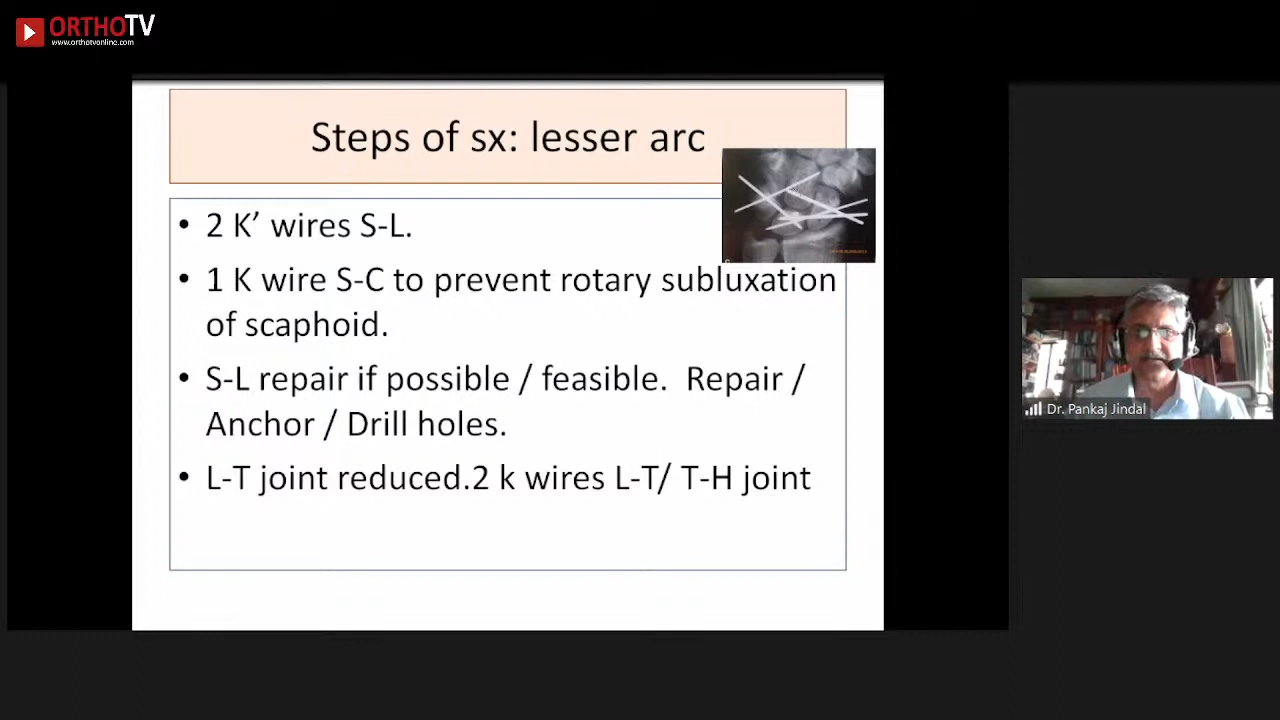 ORTHOTV
www.orthotvonline.com
Steps of sx: lesser arc
• 2 K’ wires S-L.
• 1 K wire S-C to prevent rotary subluxation
of scaphoid.
• S-L repair if possible / feasible.  Repair /
Anchor / Drill holes.
• L-T joint reduced.2 k wires L-T/ T-H joint
Dr. Pankaj Jindal